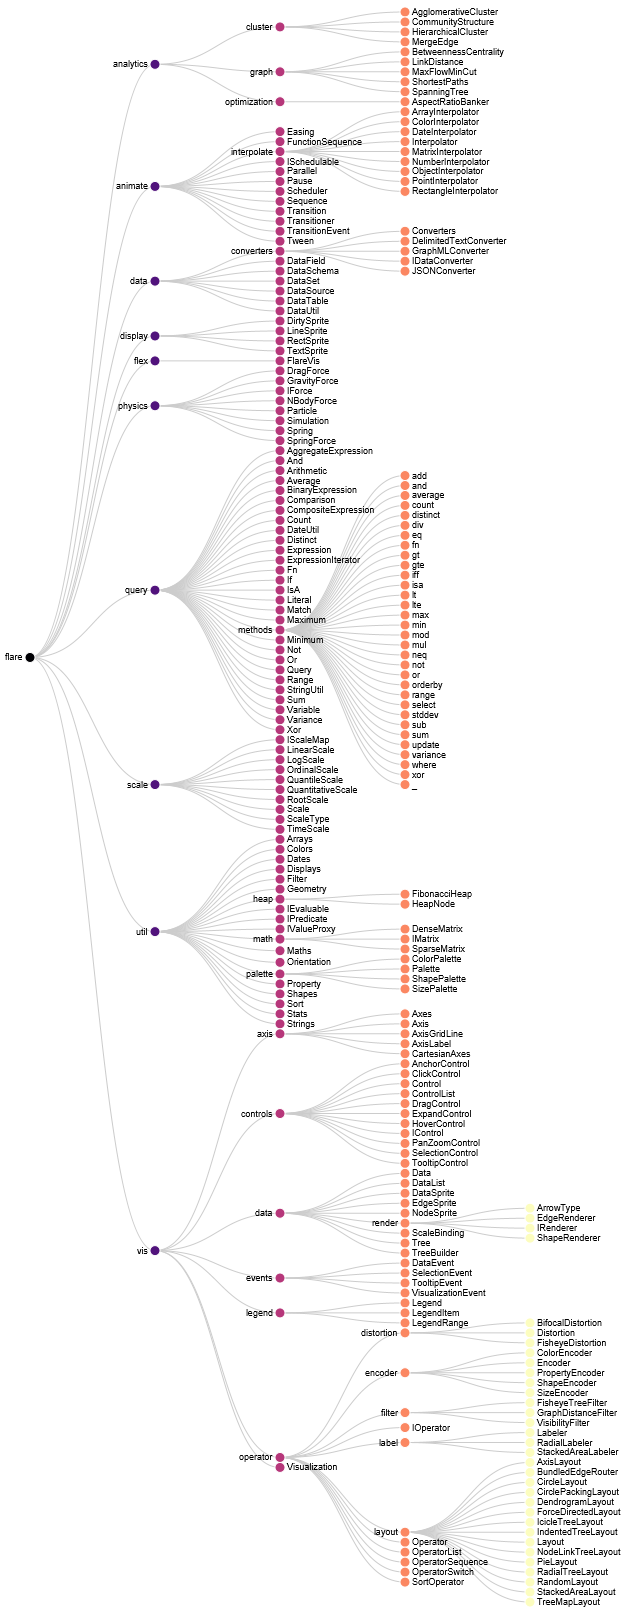 AgglomerativeCluster
CommunityStructure
cluster
HierarchicalCluster
MergeEdge
BetweennessCentrality
LinkDistance
analytics
graph
MaxFlowMinCut
ShortestPaths
SpanningTree
optimization
AspectRatioBanker
ArrayInterpolator
ColorInterpolator
Easing
DateInterpolator
FunctionSequence
Interpolator
interpolate
MatrixInterpolator
ISchedulable
NumberInterpolator
Parallel
ObjectInterpolator
Pause
PointInterpolator
animate
Scheduler
RectangleInterpolator
Sequence
Transition
Transitioner
TransitionEvent
Converters
Tween
DelimitedTextConverter
converters
GraphMLConverter
DataField
IDataConverter
DataSchema
JSONConverter
data
DataSet
DataSource
DataTable
DataUtil
DirtySprite
LineSprite
display
RectSprite
TextSprite
flex
FlareVis
DragForce
GravityForce
IForce
NBodyForce
physics
Particle
Simulation
Spring
SpringForce
AggregateExpression
And
Arithmetic
add
Average
and
BinaryExpression
average
Comparison
count
CompositeExpression
distinct
Count
div
DateUtil
eq
Distinct
fn
Expression
gt
ExpressionIterator
gte
Fn
iff
If
isa
query
IsA
lt
Literal
lte
Match
max
Maximum
min
methods
mod
Minimum
mul
Not
neq
flare
Or
not
Query
or
Range
orderby
StringUtil
range
Sum
select
Variable
stddev
Variance
sub
Xor
sum
IScaleMap
update
LinearScale
variance
LogScale
where
OrdinalScale
xor
QuantileScale
_
scale
QuantitativeScale
RootScale
Scale
ScaleType
TimeScale
Arrays
Colors
Dates
Displays
Filter
Geometry
FibonacciHeap
heap
HeapNode
IEvaluable
IPredicate
IValueProxy
DenseMatrix
util
math
IMatrix
Maths
SparseMatrix
Orientation
ColorPalette
palette
Palette
Property
ShapePalette
Shapes
SizePalette
Sort
Stats
Axes
Strings
Axis
axis
AxisGridLine
AxisLabel
CartesianAxes
AnchorControl
ClickControl
Control
ControlList
DragControl
controls
ExpandControl
HoverControl
IControl
PanZoomControl
SelectionControl
TooltipControl
Data
DataList
DataSprite
EdgeSprite
ArrowType
data
NodeSprite
EdgeRenderer
render
IRenderer
ScaleBinding
ShapeRenderer
Tree
vis
TreeBuilder
DataEvent
events
SelectionEvent
TooltipEvent
VisualizationEvent
Legend
legend
LegendItem
LegendRange
BifocalDistortion
distortion
Distortion
FisheyeDistortion
ColorEncoder
Encoder
encoder
PropertyEncoder
ShapeEncoder
SizeEncoder
FisheyeTreeFilter
filter
GraphDistanceFilter
VisibilityFilter
IOperator
Labeler
label
RadialLabeler
StackedAreaLabeler
operator
AxisLayout
Visualization
BundledEdgeRouter
CircleLayout
CirclePackingLayout
DendrogramLayout
ForceDirectedLayout
IcicleTreeLayout
layout
IndentedTreeLayout
Operator
Layout
OperatorList
NodeLinkTreeLayout
OperatorSequence
PieLayout
OperatorSwitch
RadialTreeLayout
SortOperator
RandomLayout
StackedAreaLayout
TreeMapLayout